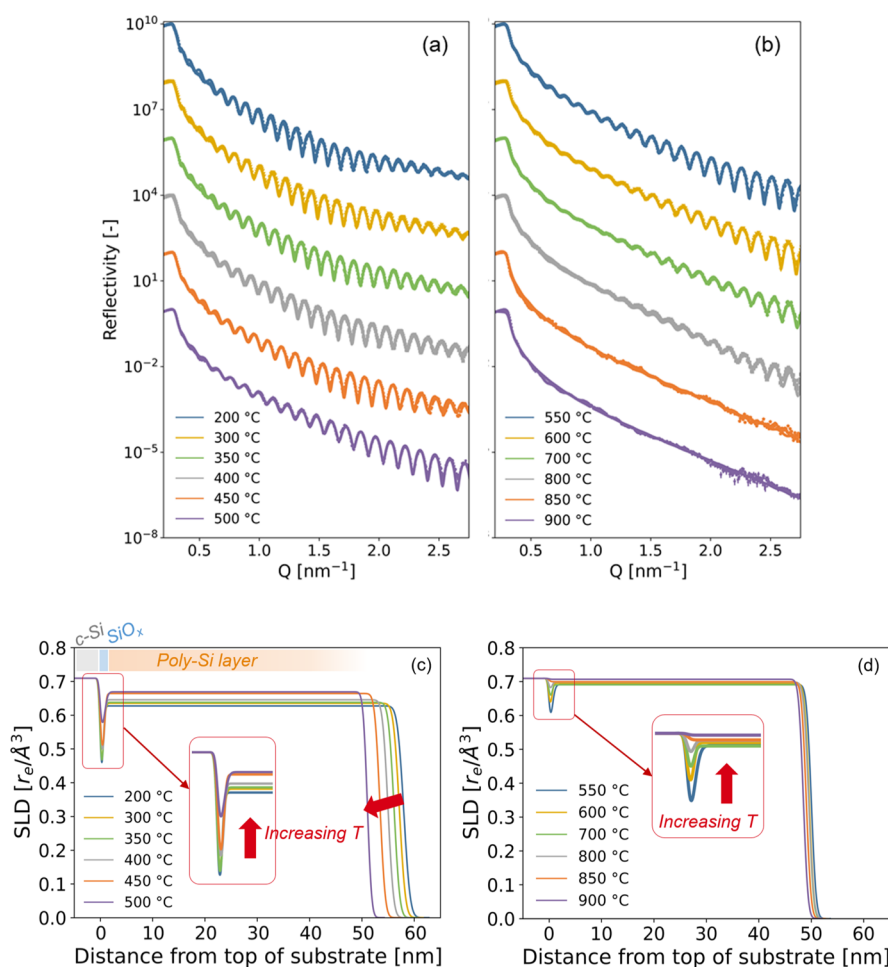 (a)
(b)
10^10
10^7
10^4
10^1
10^−2
10^−5
10^−8
Reflectivity [-]
200 °C
300 °C
350 °C
400 °C
450 °C
500 °C
550 °C
600 °C
700 °C
800 °C
850 °C
900 °C
0.5 1.0 1.5 2.0 2.5
0.5 1.0 1.5 2.0 2.5
Q [nm⁻¹]
Q [nm⁻¹]
c-Si SiOₓ
Poly-Si layer
(c)
(d)
0.8
0.7
0.6
0.5
0.4
0.3
0.2
0.1
0.0
SLD [rₑ/Å³]
200 °C
300 °C
350 °C
400 °C
450 °C
500 °C
Increasing T
0 10 20 30 40 50 60
Distance from top of substrate [nm]
0.8
0.7
0.6
0.5
0.4
0.3
0.2
0.1
0.0
SLD [rₑ/Å³]
550 °C
600 °C
700 °C
800 °C
850 °C
900 °C
Increasing T
0 10 20 30 40 50 60
Distance from top of substrate [nm]